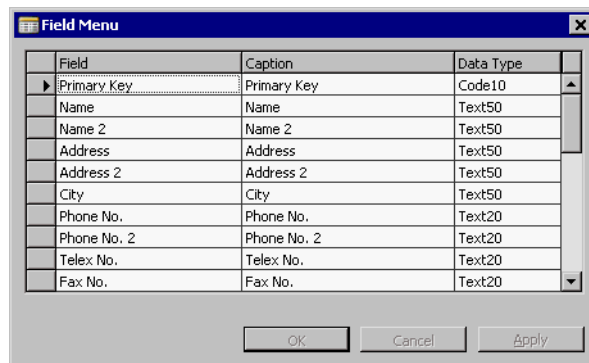 Field Menu
Field Caption Data Type
Primary Key Primary Key Code10
Name Name Text50
Name 2 Name 2 Text50
Address Address Text50
Address 2 Address 2 Text50
City City Text50
Phone No. Phone No. Text20
Phone No. 2 Phone No. 2 Text20
Telex No. Telex No. Text20
Fax No. Fax No. Text20
OK Cancel Apply